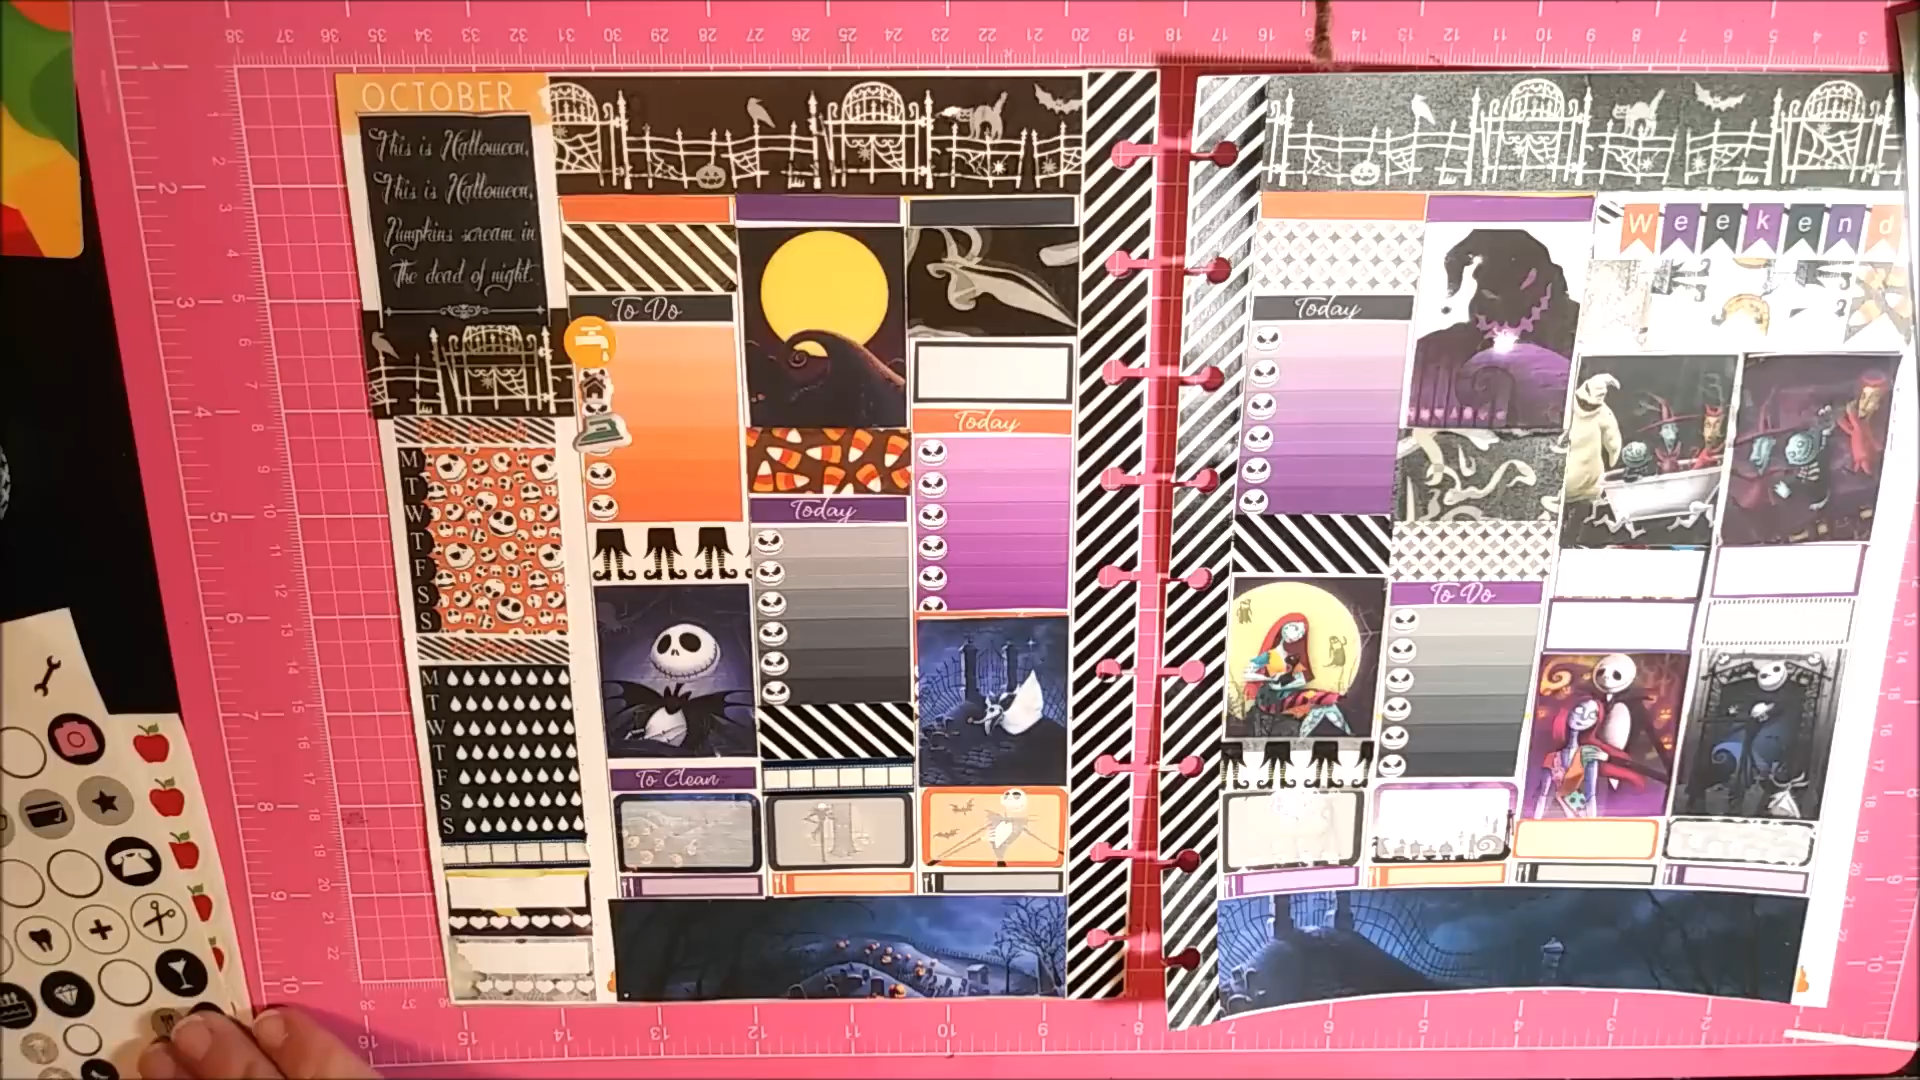 OCTOBER
This is Halloween,
This is Halloween,
Pumpkins scream in
The dead of night.
M
T
W
T
F
S
S
M
T
W
T
F
S
S
To Do
To Clean
Today
Today
Today
To Do
Weekend